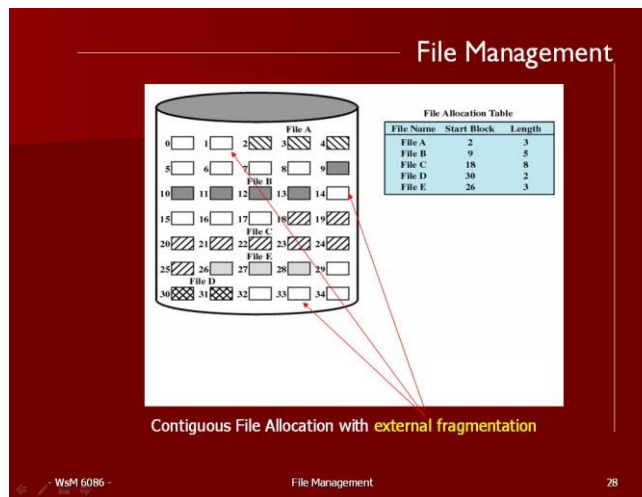 File Management
File A
0 1 2 3 4
5 6 7 8 9
File B
10 11 12 13 14
15 16 17 18 19
File C
20 21 22 23 24
File E
25 26 27 28 29
File D
30 31 32 33 34
File Allocation Table
File Name Start Block Length
File A 2 3
File B 9 5
File C 18 8
File D 30 2
File E 26 3
Contiguous File Allocation with external fragmentation
- WsM 6086 -
File Management
28